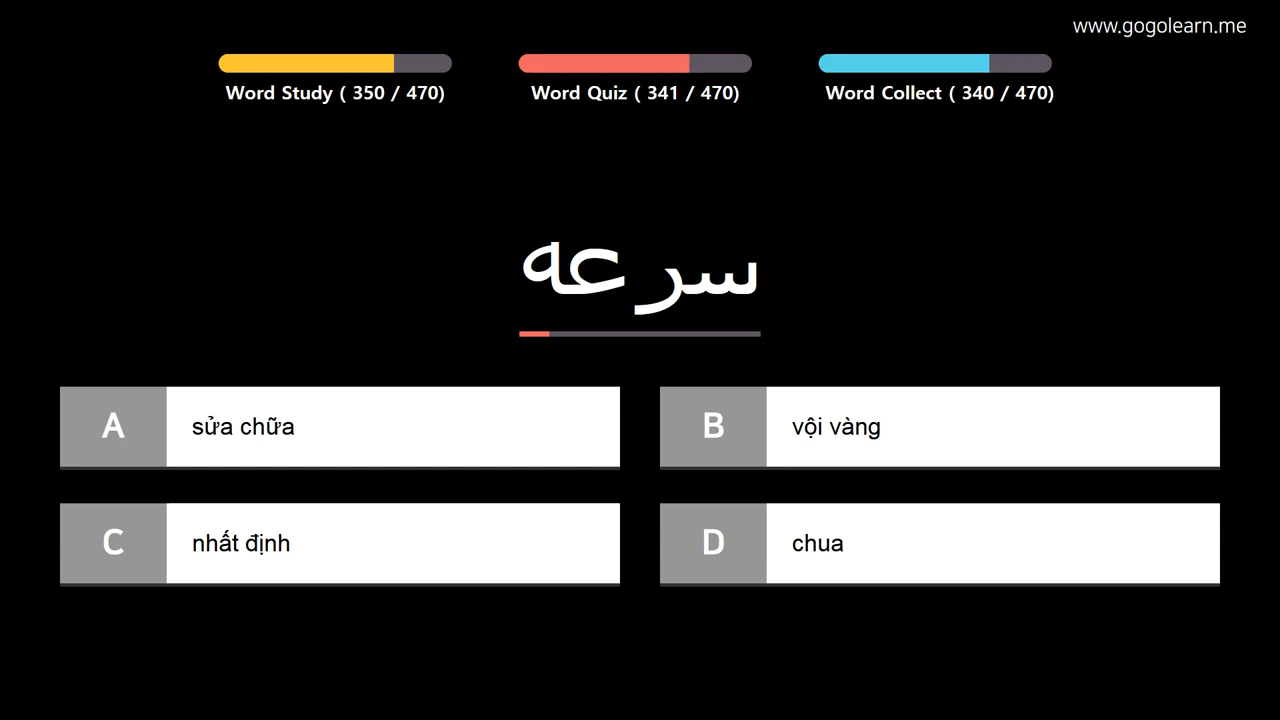 www.gogolearn.me
Word Study ( 350 / 470)
Word Quiz ( 341 / 470)
Word Collect ( 340 / 470)
سرعه
A
sửa chữa
B
vội vàng
C
nhất định
D
chua